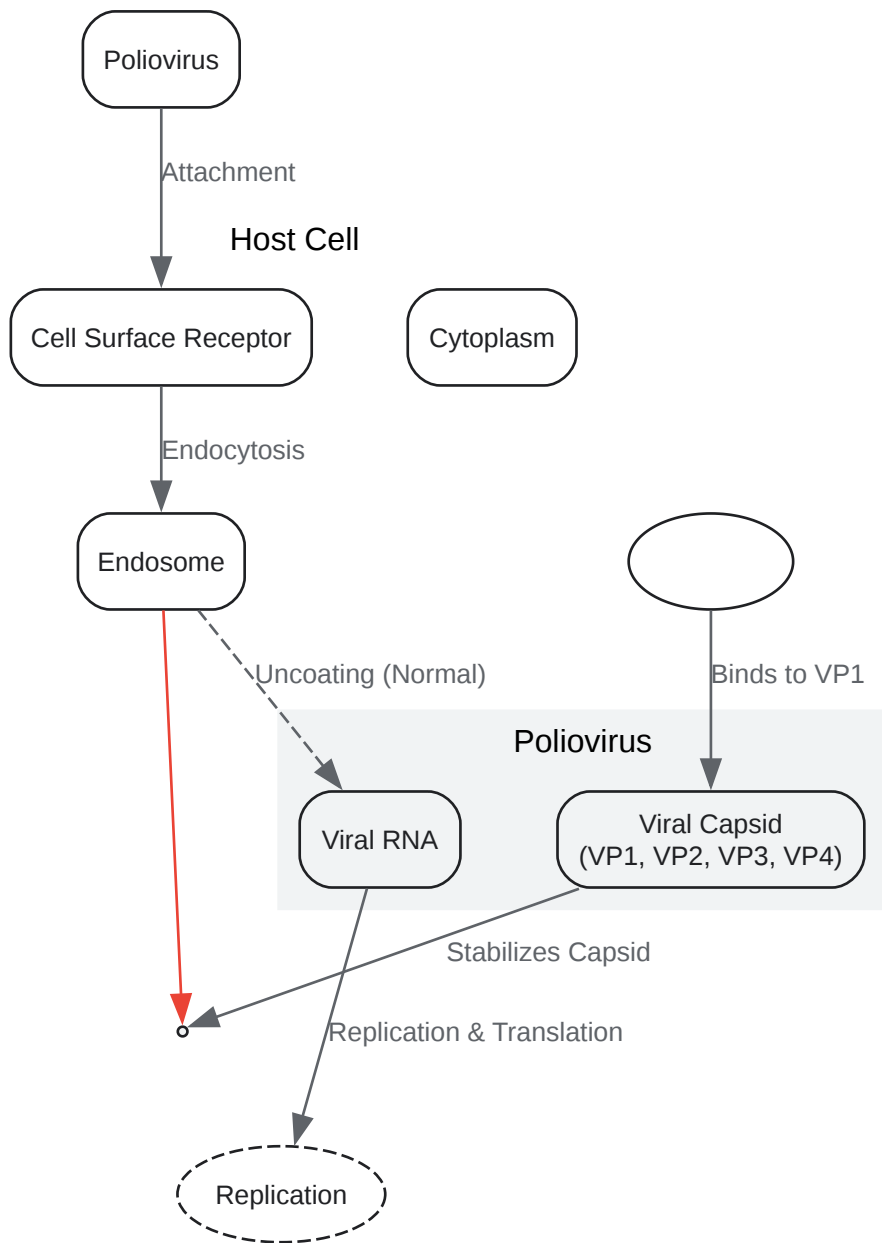 Poliovirus
Attachment
Host Cell
Cell Surface Receptor
Cytoplasm
Endocytosis
Endosome
Uncoating (Normal)
Binds to VP1
Poliovirus
Viral RNA
Viral Capsid
(VP1, VP2, VP3, VP4)
Stabilizes Capsid
Replication & Translation
Replication